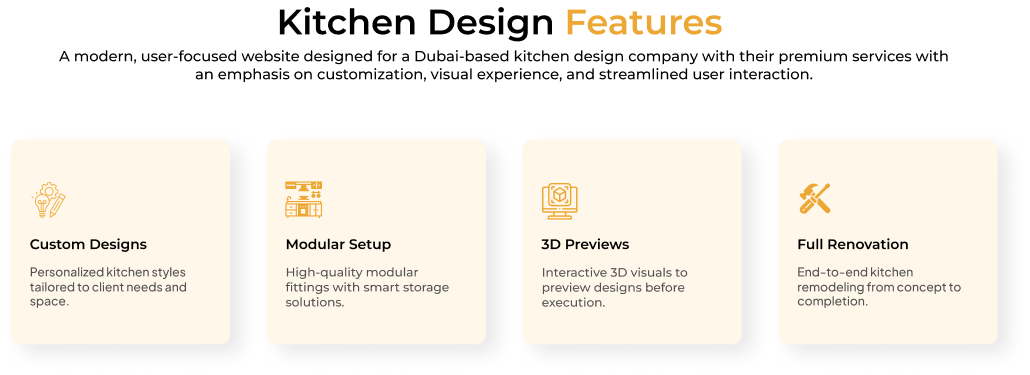 Kitchen Design Features
A modern, user-focused website designed for a Dubai-based kitchen design company with their premium services with
an emphasis on customization, visual experience, and streamlined user interaction.
Custom Designs
Personalized kitchen styles
tailored to client needs and
space.
Modular Setup
High-quality modular
fittings with smart storage
solutions.
3D Previews
Interactive 3D visuals to
preview designs before
execution.
Full Renovation
End-to-end kitchen
remodeling from concept to
completion.